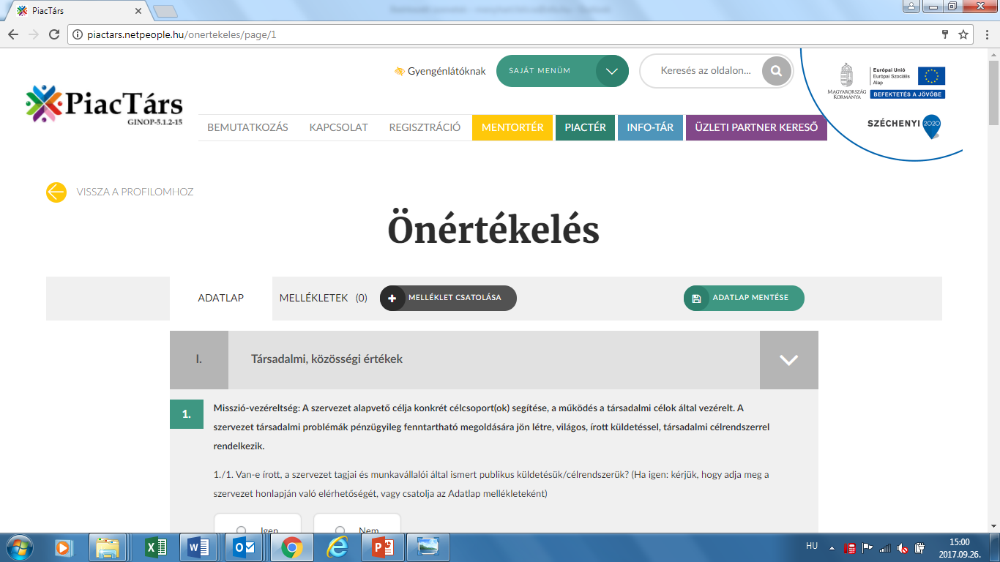 PiacTárs
piactars.netpeople.hu/onertekeles/page/1
Gyengénlátóknak
SAJÁT MENÜM
Keresés az oldalon...
PiacTárs
GINOP-5.1.2-15
BEMUTATKOZÁS KAPCSOLAT REGISZTRÁCIÓ MENTORTÉR PIACTÉR INFO-TÁR ÜZLETI PARTNER KERESŐ
MAGYARORSZÁG
KORMÁNYA
Európai Unió
Európai Szociális
Alap
BEFEKTETÉS A JÖVŐBE
SZÉCHENYI 2020
VISSZA A PROFILOMHOZ
Önértékelés
ADATLAP MELLÉKLETEK (0) MELLÉKLET CSATOLÁSA ADATLAP MENTÉSE
I. Társadalmi, közösségi értékek
1. Misszió-vezéreltség: A szervezet alapvető célja konkrét célcsoport(ok) segítése, a működés a társadalmi célok által vezérelt. A
szervezet társadalmi problémák pénzügyileg fenntartható megoldására jön létre, világos, írott küldetéssel, társadalmi célrendszerrel
rendelkezik.
1./1. Van-e írott, a szervezet tagjai és munkavállalói által ismert publikus küldetésük/célrendszerük? (Ha igen: kérjük, hogy adja meg a
szervezet honlapján való elérhetőségét, vagy csatolja az Adatlap mellékleteként)
Igen Nem
HU
15:00
2017.09.26.